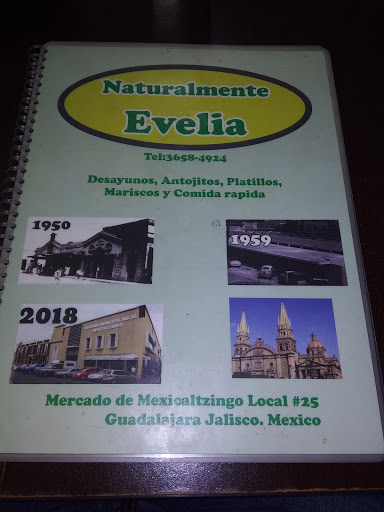 Naturalmente
Evelia
Tel:3658-4924
Desayunos, Antojitos, Platillos,
Mariscos y Comida rapida
1950
1959
2018
Mercado de Mexicaltzingo Local #25
Guadalajara Jalisco. Mexico